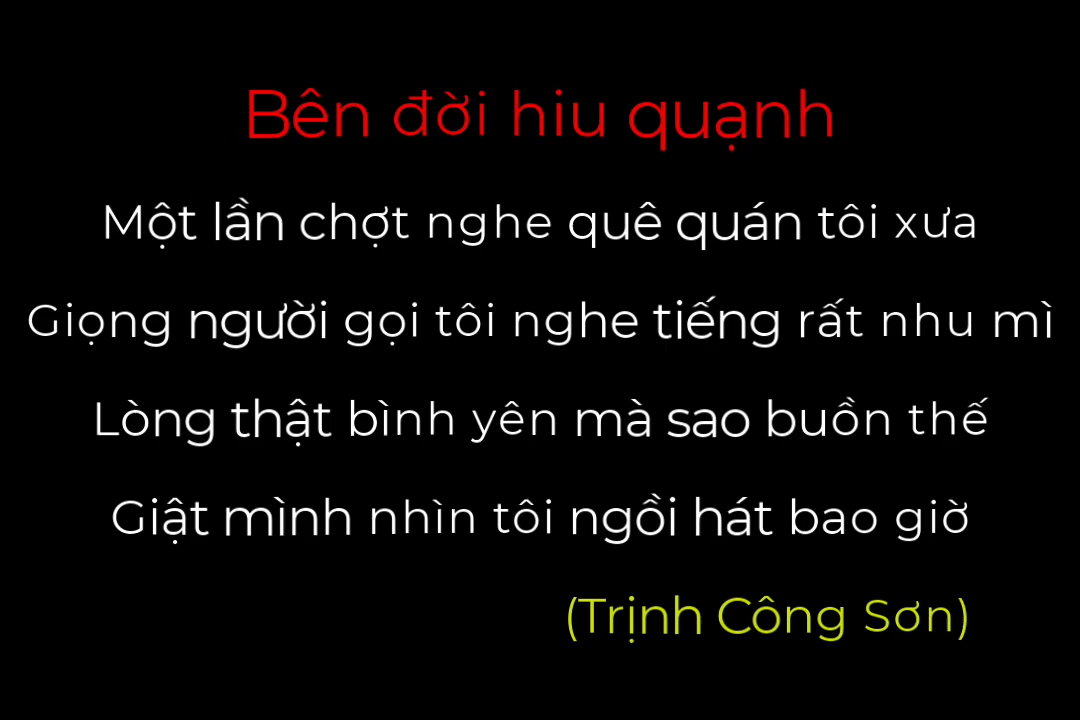 Bên đời hiu quạnh
Một lần chợt nghe quê quán tôi xưa
Giọng người gọi tôi nghe tiếng rất nhu mì
Lòng thật bình yên mà sao buồn thế
Giật mình nhìn tôi ngồi hát bao giờ
(Trịnh Công Sơn)